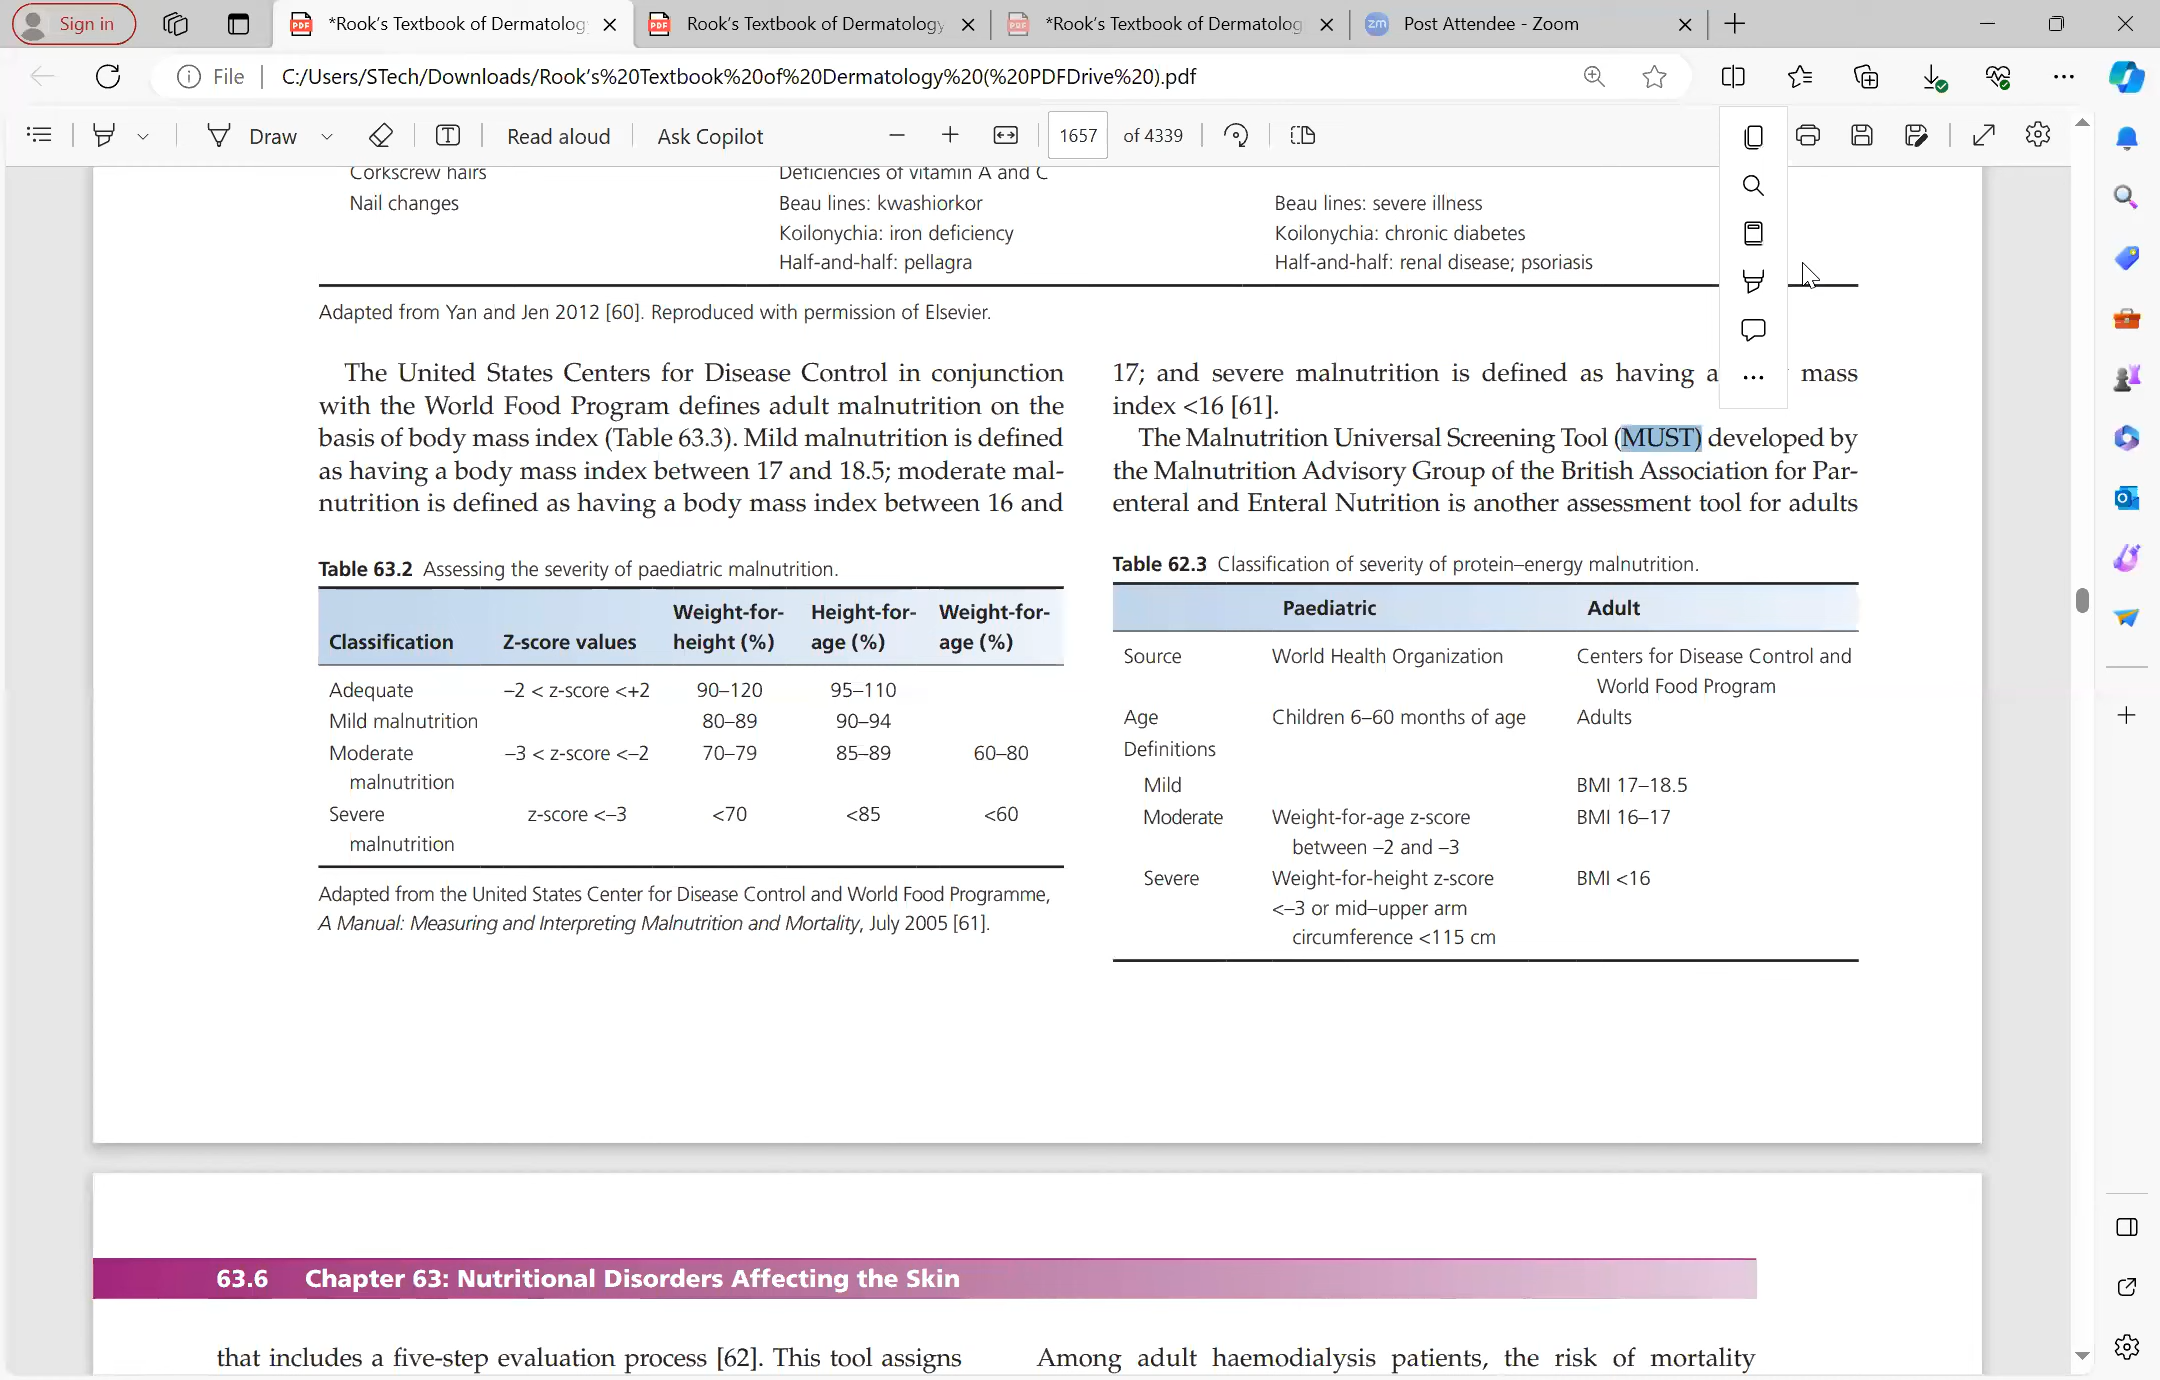 Sign in
*Rook's Textbook of Dermatolog
Rook's Textbook of Dermatology
*Rook's Textbook of Dermatolog
zm
Post Attendee - Zoom
File
C:/Users/STech/Downloads/Rook's%20Textbook%20of%20Dermatology%20(%20PDFDrive%20).pdf
Draw
Read aloud
Ask Copilot
1657
of 4339
Corkscrew hairs
Deficiencies of vitamin A and C
Nail changes
Beau lines: kwashiorkor
Beau lines: severe illness
Koilonychia: iron deficiency
Koilonychia: chronic diabetes
Half-and-half: pellagra
Half-and-half: renal disease; psoriasis
Adapted from Yan and Jen 2012 [60]. Reproduced with permission of Elsevier.
The United States Centers for Disease Control in conjunction
with the World Food Program defines adult malnutrition on the
basis of body mass index (Table 63.3). Mild malnutrition is defined
as having a body mass index between 17 and 18.5; moderate mal-
nutrition is defined as having a body mass index between 16 and
17; and severe malnutrition is defined as having a mass
index <16 [61].
The Malnutrition Universal Screening Tool (MUST) developed by
the Malnutrition Advisory Group of the British Association for Par-
enteral and Enteral Nutrition is another assessment tool for adults
Table 63.2 Assessing the severity of paediatric malnutrition.
Classification
Z-score values
Weight-for-
height (%)
Height-for-
age (%)
Weight-for-
age (%)
Adequate
–2 < z-score <+2
90–120
95–110
Mild malnutrition
80–89
90–94
Moderate
malnutrition
–3 < z-score <–2
70–79
85–89
60–80
Severe
malnutrition
z-score <–3
<70
<85
<60
Adapted from the United States Center for Disease Control and World Food Programme,
A Manual: Measuring and Interpreting Malnutrition and Mortality, July 2005 [61].
Table 62.3 Classification of severity of protein–energy malnutrition.
Paediatric
Adult
Source
World Health Organization
Centers for Disease Control and
World Food Program
Age
Children 6–60 months of age
Adults
Definitions
Mild
BMI 17–18.5
Moderate
Weight-for-age z-score
between –2 and –3
BMI 16–17
Severe
Weight-for-height z-score
<–3 or mid–upper arm
circumference <115 cm
BMI <16
63.6 Chapter 63: Nutritional Disorders Affecting the Skin
that includes a five-step evaluation process [62]. This tool assigns
Among adult haemodialysis patients, the risk of mortality